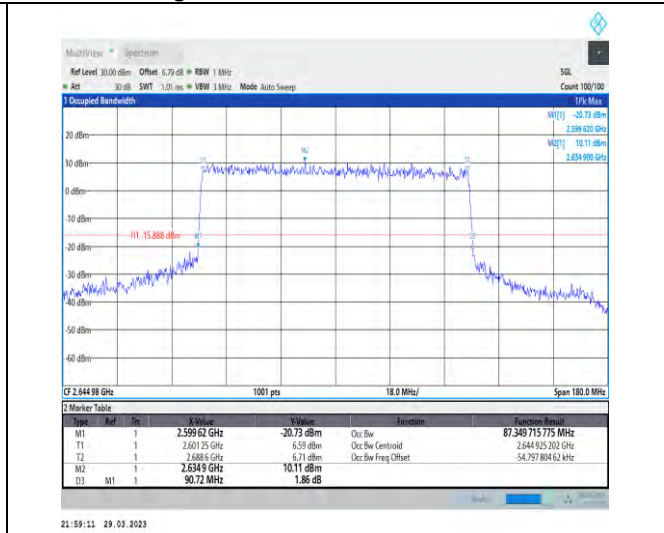 MultiView Spectrum
Ref Level 30.00 dBm Offset 6.79 dB RBW 1 MHz SGL
Att 30 dB SWT 1.01 ms VBW 3 MHz Mode Auto Sweep Count 100/100
1 Occupied Bandwidth 1Pk Max
M1[1] -20.73 dBm
2.599 620 GHz
M2[1] 10.11 dBm
2.634 900 GHz
20 dBm
M2
T1
10 dBm
0 dBm
-10 dBm
H1 -15.888 dBm M1 D3
-20 dBm
-30 dBm
-40 dBm
-50 dBm
-60 dBm
CF 2.644 98 GHz 1001 pts 18.0 MHz/ Span 180.0 MHz
2 Marker Table
Type Ref Trc X-Value Y-Value Function Function Result
M1 1 2.599 62 GHz -20.73 dBm Occ Bw 87.349 715 775 MHz
T1 1 2.601 25 GHz 6.59 dBm Occ Bw Centroid 2.644 925 202 GHz
T2 1 2.688 6 GHz 6.71 dBm Occ Bw Freq Offset -54.797 804 62 kHz
M2 1 2.634 9 GHz 10.11 dBm
D3 M1 1 90.72 MHz 1.86 dB
21:59:11 29.03.2023